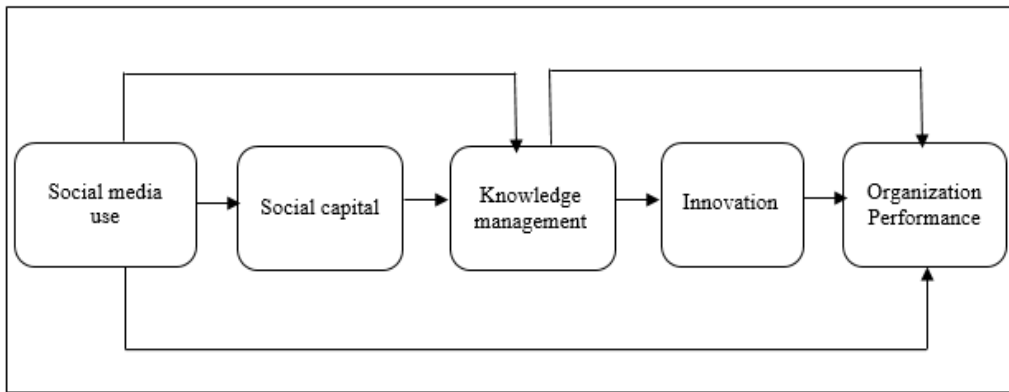 Social media
use
Social capital
Knowledge
management
Innovation
Organization
Performance